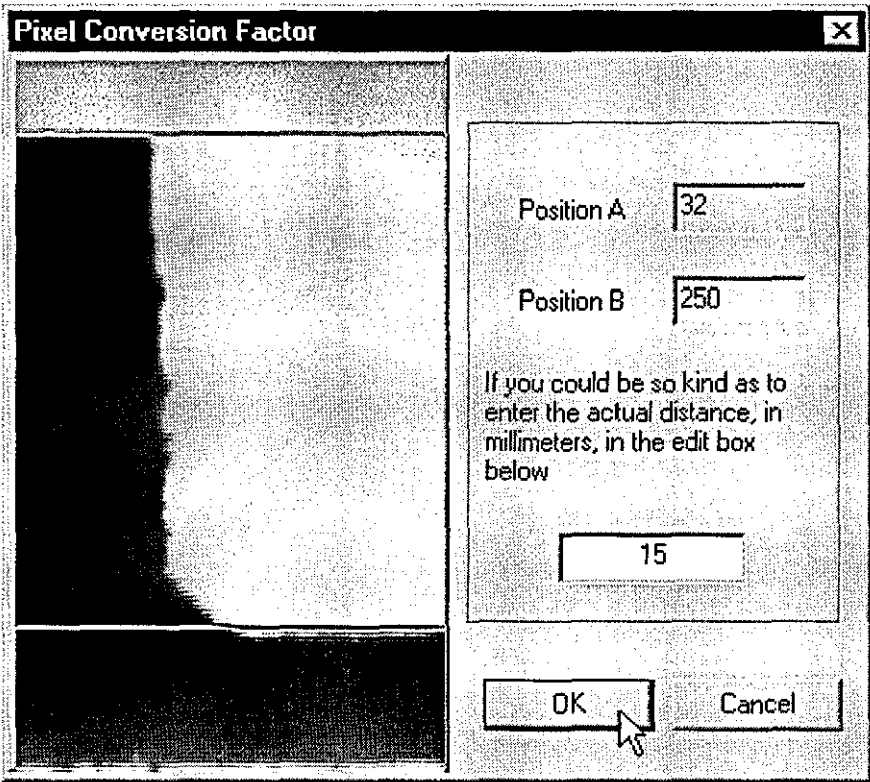 Pixel Conversion Factor
Position A 32
Position B 250
If you could be so kind as to
enter the actual distance, in
millimeters, in the edit box
below
15
OK Cancel